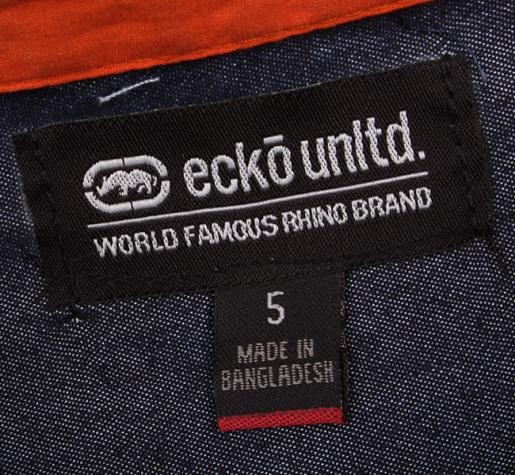 eckō unltd.
WORLD FAMOUS RHINO BRAND
5
MADE IN
BANGLADESH